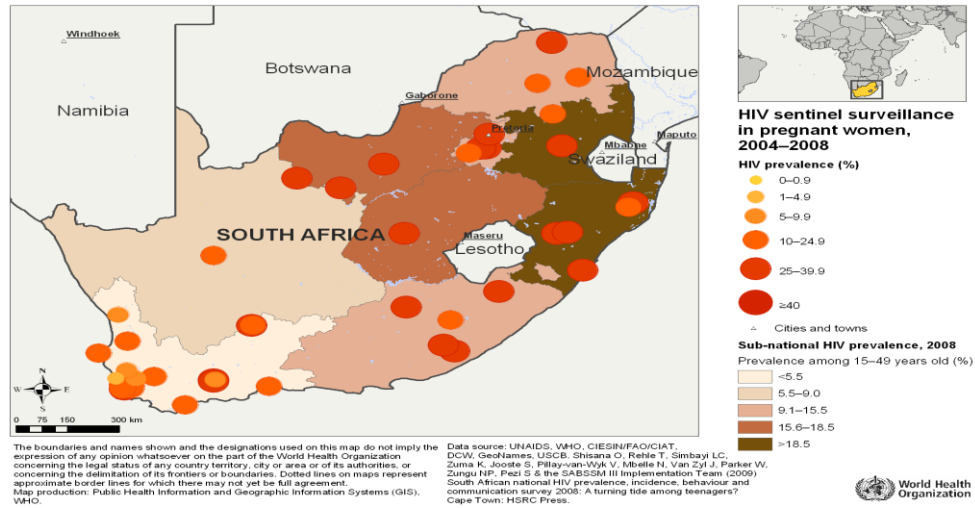 Windhoek
Botswana
Mozambique
Namibia
Gaborone
Pretoria
Maputo
Mbabne
Swaziland
SOUTH AFRICA
Maseru
Lesotho
N
W E
S
0 75 150 300 km
HIV sentinel surveillance
in pregnant women,
2004–2008
HIV prevalence (%)
0–0.9
1–4.9
5–9.9
10–24.9
25–39.9
≥40
Cities and towns
Sub-national HIV prevalence, 2008
Prevalence among 15–49 years old (%)
<5.5
5.5–9.0
9.1–15.5
15.6–18.5
>18.5
The boundaries and names shown and the designations used on this map do not imply the
expression of any opinion whatsoever on the part of the World Health Organization
concerning the legal status of any country territory, city or area or of its authorities, or
concerning the delimitation of its frontiers or boundaries. Dotted lines on maps represent
approximate border lines for which there may not yet be full agreement.
Map production: Public Health Information and Geographic Information Systems (GIS),
WHO.
Data source: UNAIDS, WHO, CIESIN/FAO/CIAT,
DCW, GeoNames, USCB, Shisana O, Rehle T, Simbayi LC,
Zuma K, Jooste S, Pillay-van-Wyk V, Mbelle N, Van Zyl J, Parker W,
Zungu NP, Pezi S & the SABSSM III Implementation Team (2009)
South African national HIV prevalence, incidence, behaviour and
communication survey 2008: A turning tide among teenagers?
Cape Town: HSRC Press.
World Health
Organization